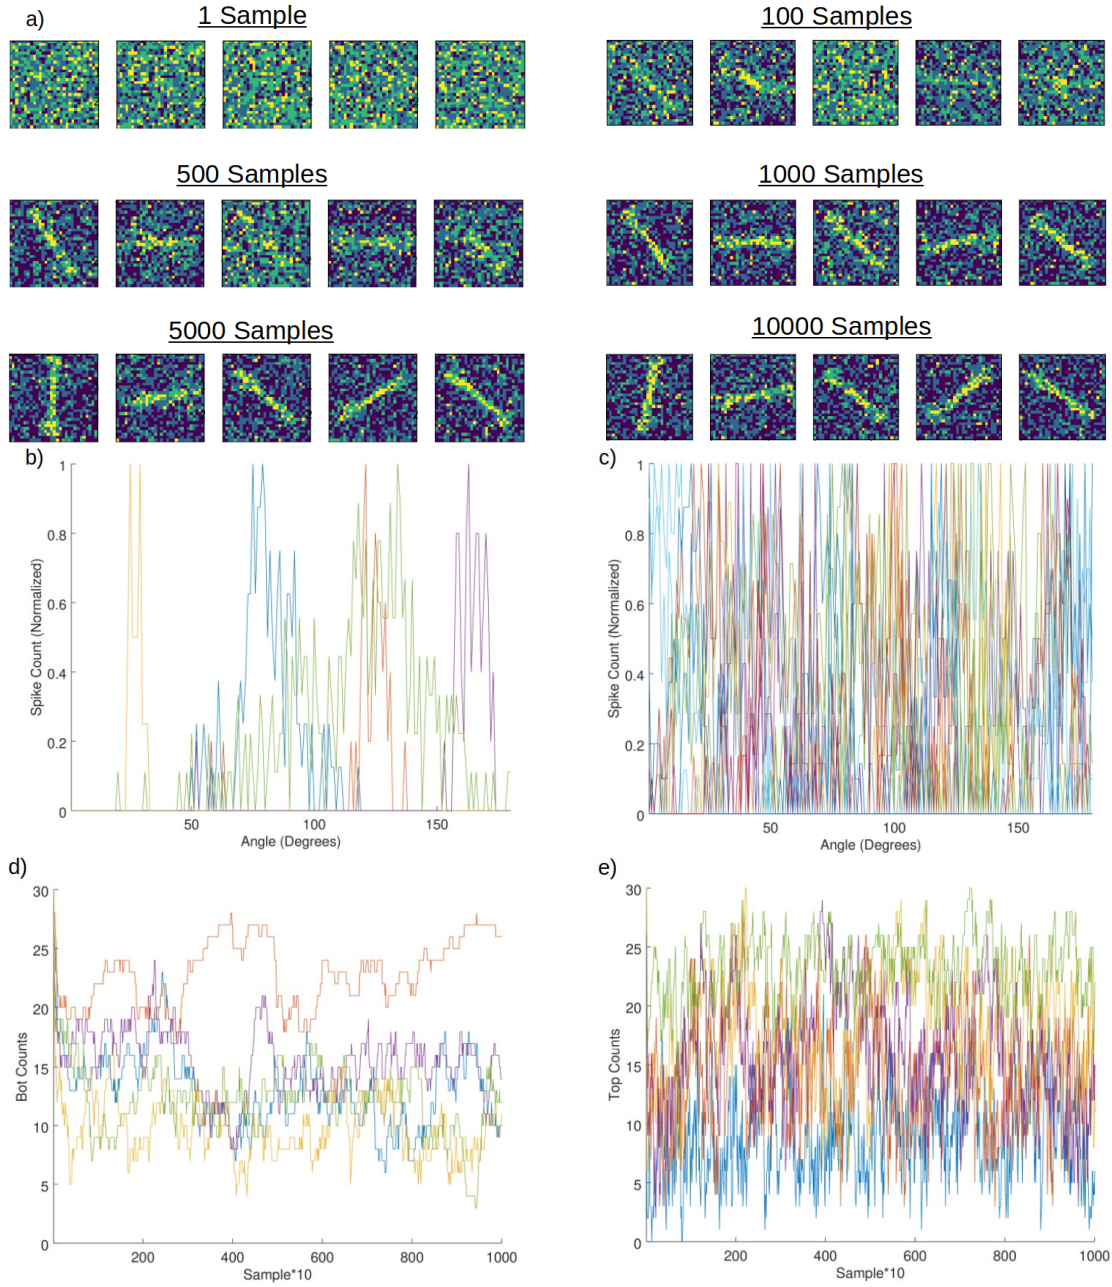 a)
1 Sample
100 Samples
500 Samples
1000 Samples
5000 Samples
10000 Samples
b)
1
0.8
0.6
0.4
0.2
0
50
100
150
Spike Count (Normalized)
Angle (Degrees)
c)
1
0.8
0.6
0.4
0.2
0
50
100
150
Spike Count (Normalized)
Angle (Degrees)
d)
30
25
20
15
10
5
0
200
400
600
800
1000
Bot Counts
Sample*10
e)
30
25
20
15
10
5
0
200
400
600
800
1000
Top Counts
Sample*10